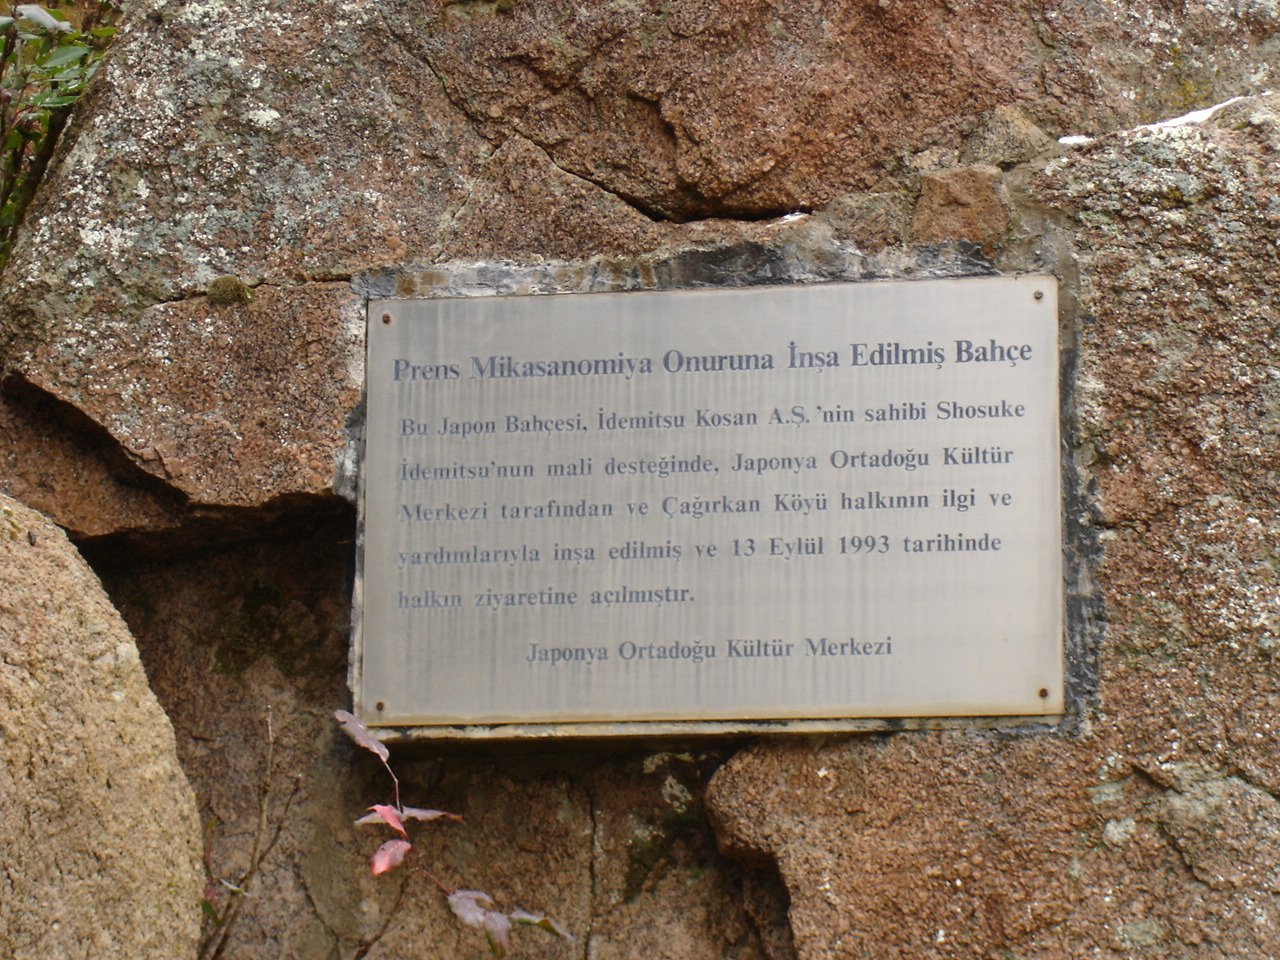 Prens Mikasanomiya Onuruna İnşa Edilmiş Bahçe
Bu Japon Bahçesi, İdemitsu Kosan A.Ş.'nin sahibi Shosuke
İdemitsu'nun mali desteğinde, Japonya Ortadoğu Kültür
Merkezi tarafından ve Çağırkan Köyü halkının ilgi ve
yardımlarıyla inşa edilmiş ve 13 Eylül 1993 tarihinde
halkın ziyaretine açılmıştır.
Japonya Ortadoğu Kültür Merkezi